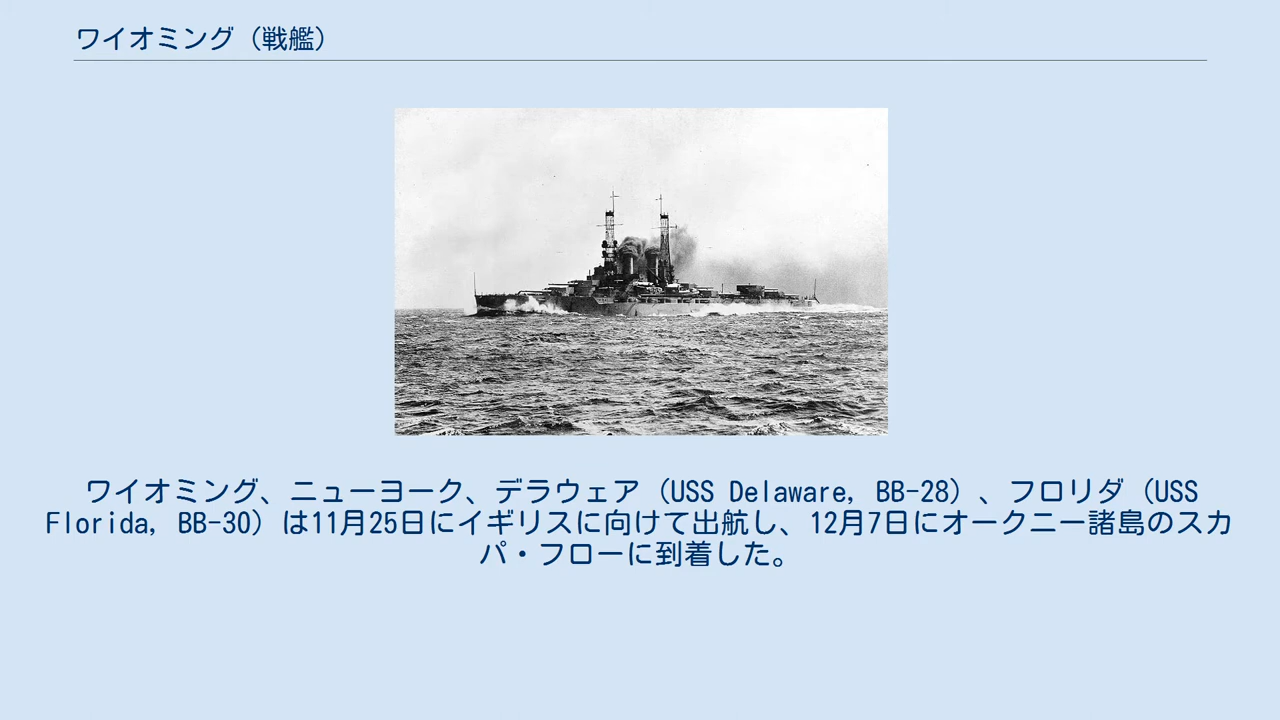 ワイオミング（戦艦）
ワイオミング、ニューヨーク、デラウェア（USS Delaware, BB-28）、フロリダ（USS
Florida, BB-30）は11月25日にイギリスに向けて出航し、12月7日にオークニー諸島のスカ
パ・フローに到着した。